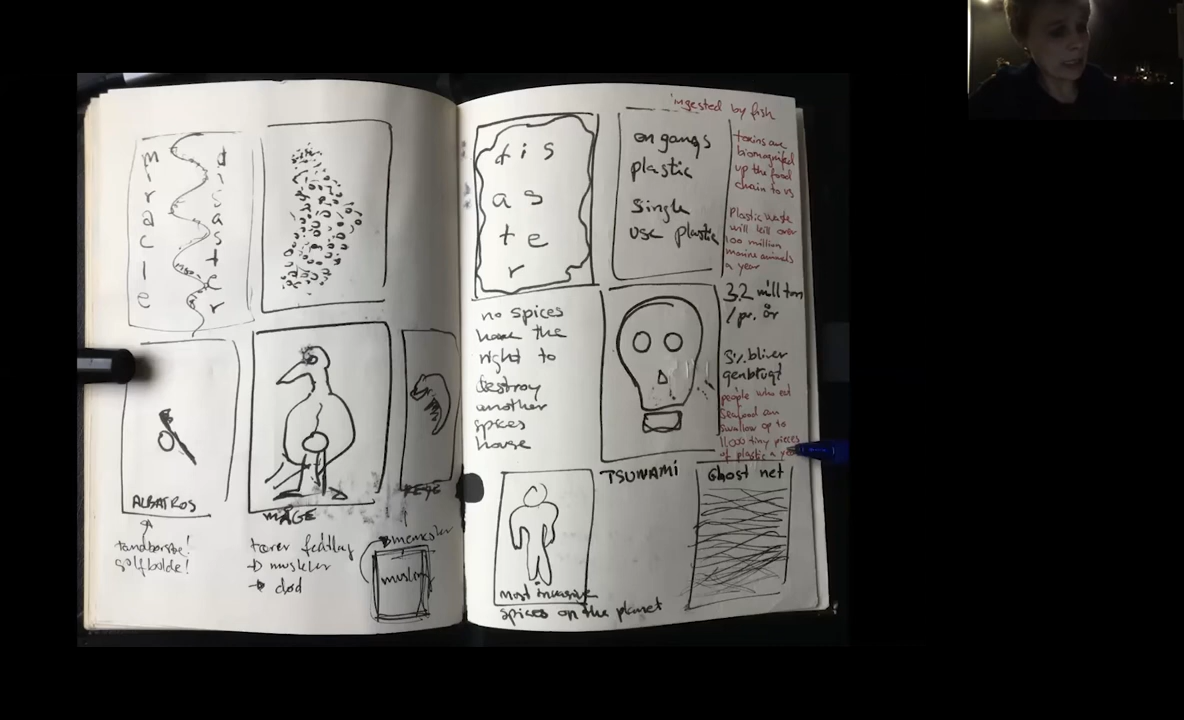 miracle
disaster
ALBATROS
tandbørste!
golfbolde!
MÅGE
REJE
→ muskler
→ død
dis
as
te
r
ingested by fish
engangs
plastic
single
use plastic
toxins are
biomagnified
up the food
chain to us
Plastic waste
will kill over
100 million
marine animals
a year
3.2 mill ton
/pr. år
5% bliver
genbrugt
people who eat
seafood can
swallow up to
11,000 tiny pieces
of plastic a year
no spices
have the
right to
destroy
another
spices
house
TSUNAMI
Ghost net
most invasive
spices on the planet